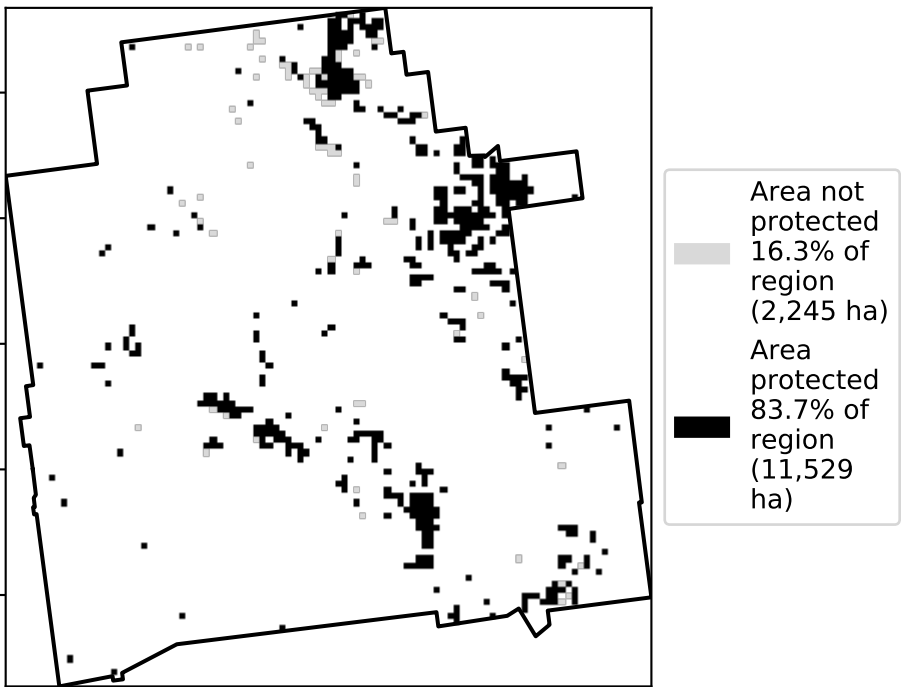 Area not
protected
16.3% of
region
(2,245 ha)
Area
protected
83.7% of
region
(11,529
ha)